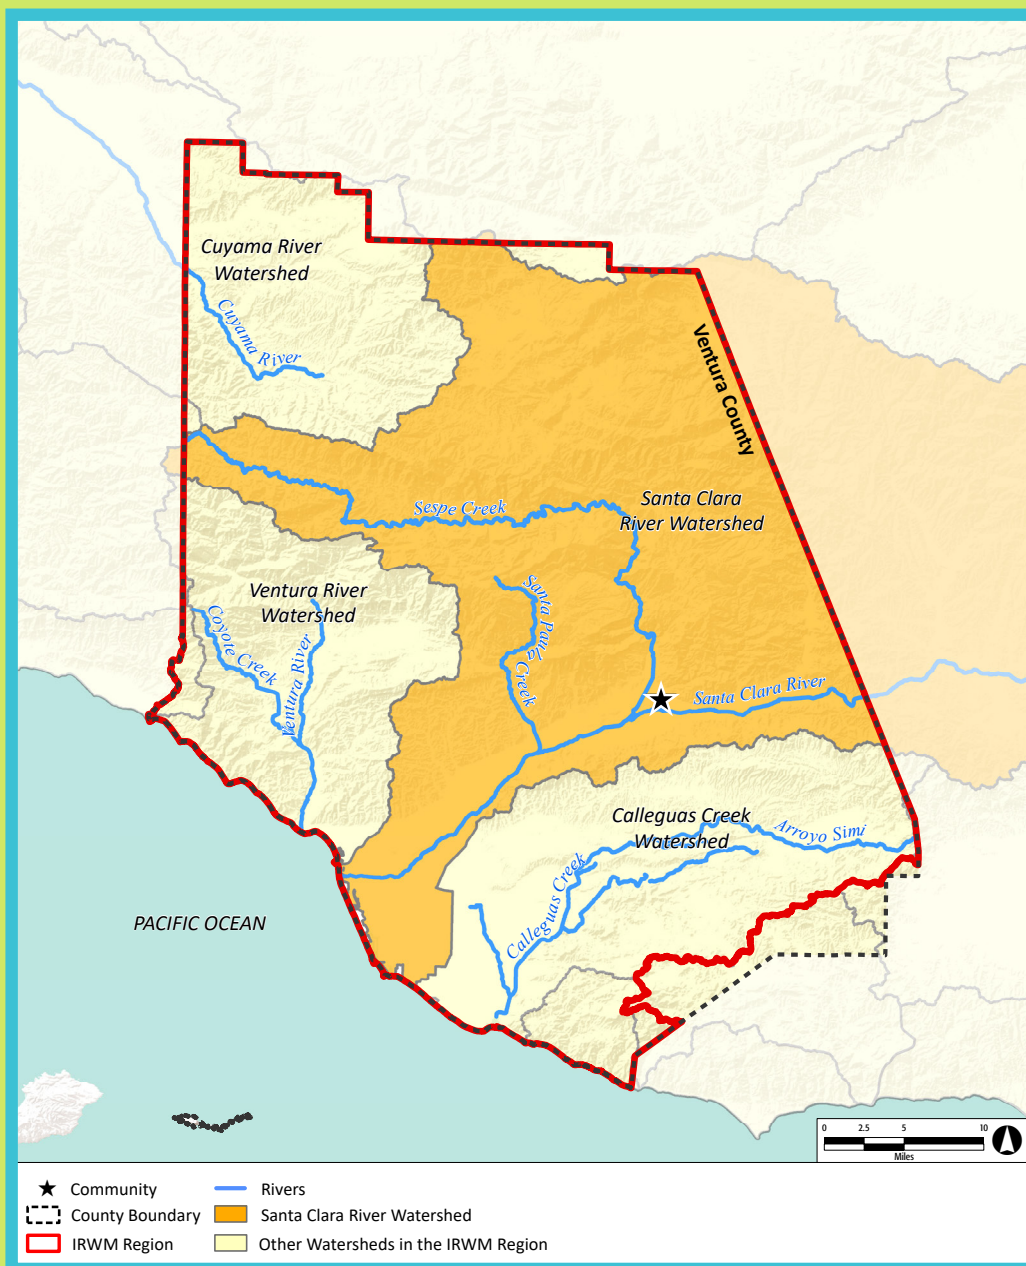 Cuyama River
Watershed
Cuyama River
Ventura County
Santa Clara
River Watershed
Sespe Creek
Ventura River
Watershed
Coyote Creek
Ventura River
Santa Paula
Creek
Santa Clara River
Calleguas Creek
Watershed
Arroyo Simi
Calleguas Creek
PACIFIC OCEAN
0 2.5 5 10
Miles
Community
Rivers
County Boundary
Santa Clara River Watershed
IRWM Region
Other Watersheds in the IRWM Region